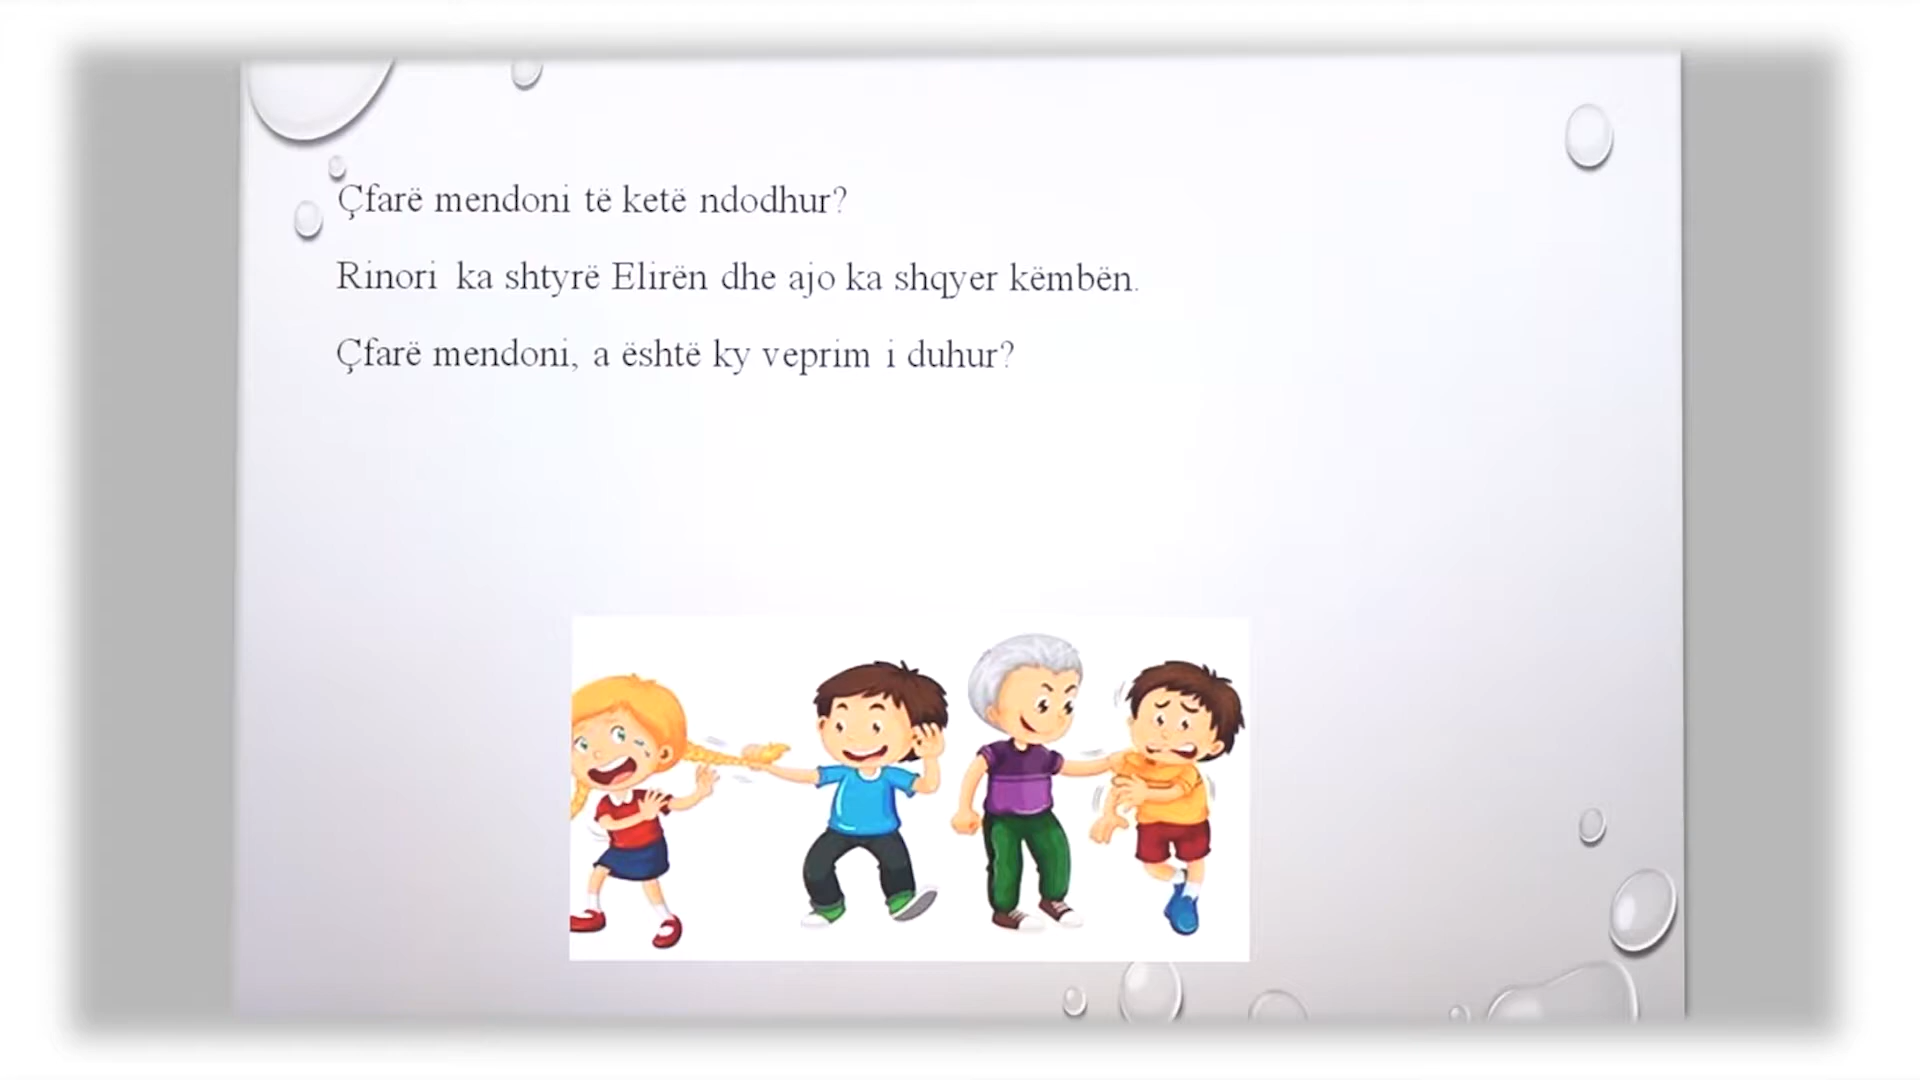 Çfarë mendoni të ketë ndodhur?
Rinori ka shtyrë Elirën dhe ajo ka shqyer këmbën.
Çfarë mendoni, a është ky veprim i duhur?